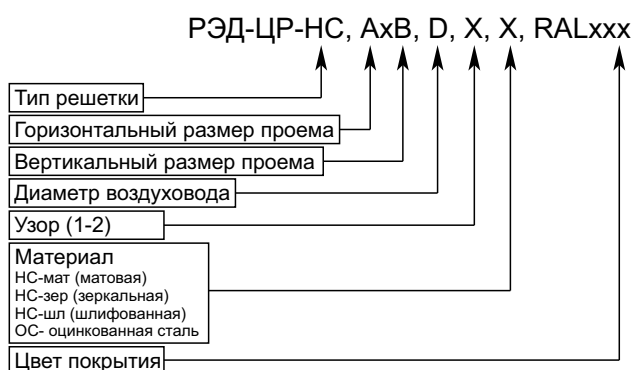 РЭД-ЦР-НС, АxВ, D, X, X, RALxxx
Тип решетки
Горизонтальный размер проема
Вертикальный размер проема
Диаметр воздуховода
Узор (1-2)
Материал
НС-мат (матовая)
НС-зер (зеркальная)
НС-шл (шлифованная)
ОС- оцинкованная сталь
Цвет покрытия